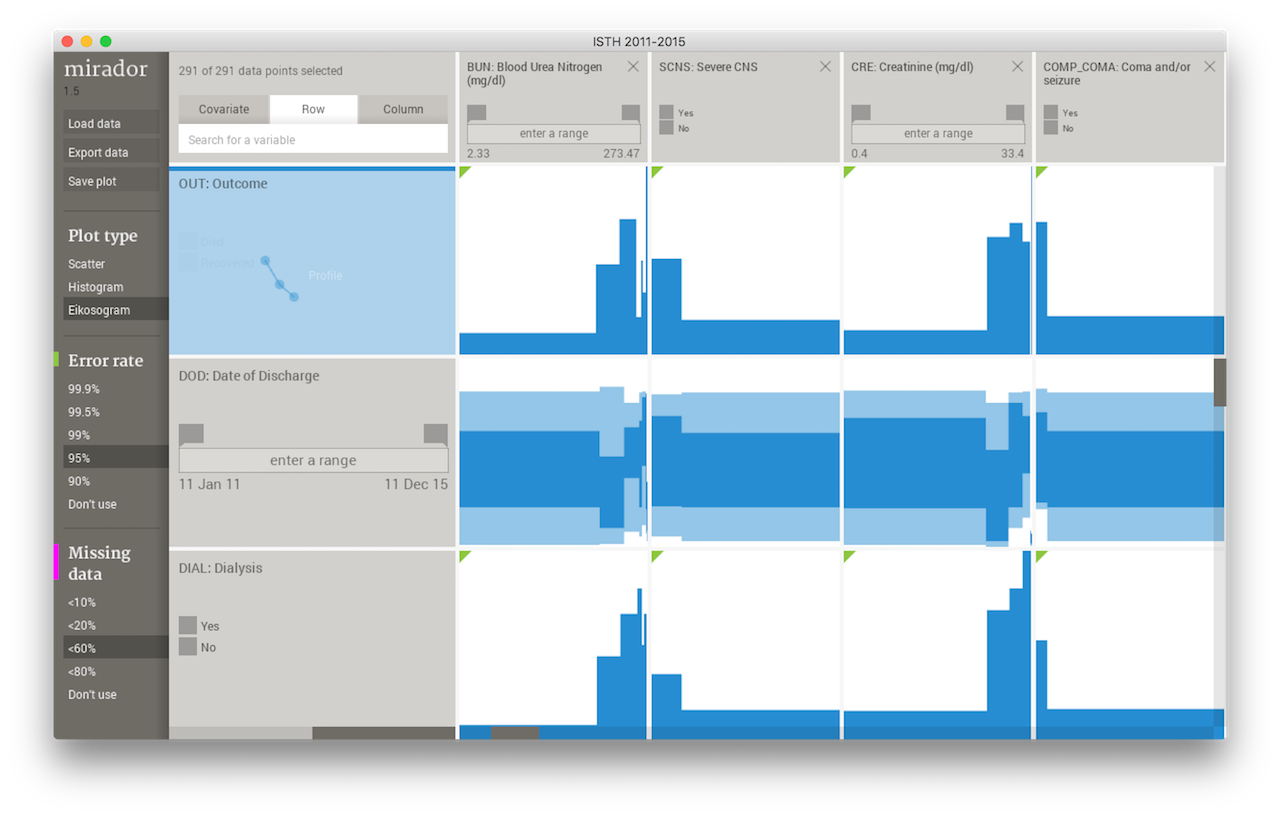 ISTH 2011-2015
mirador
1.5
Load data
Export data
Save plot
Plot type
Scatter
Histogram
Eikosogram
Error rate
99.9%
99.5%
99%
95%
90%
Don't use
Missing
data
<10%
<20%
<60%
<80%
Don't use
291 of 291 data points selected
Covariate Row Column
Search for a variable
BUN: Blood Urea Nitrogen
(mg/dl)
enter a range
2.33 273.47
SCNS: Severe CNS
Yes
No
CRE: Creatinine (mg/dl)
enter a range
0.4 33.4
COMP_COMA: Coma and/or
seizure
Yes
No
OUT: Outcome
Died
Recovered
Profile
DOD: Date of Discharge
enter a range
11 Jan 11 11 Dec 15
DIAL: Dialysis
Yes
No